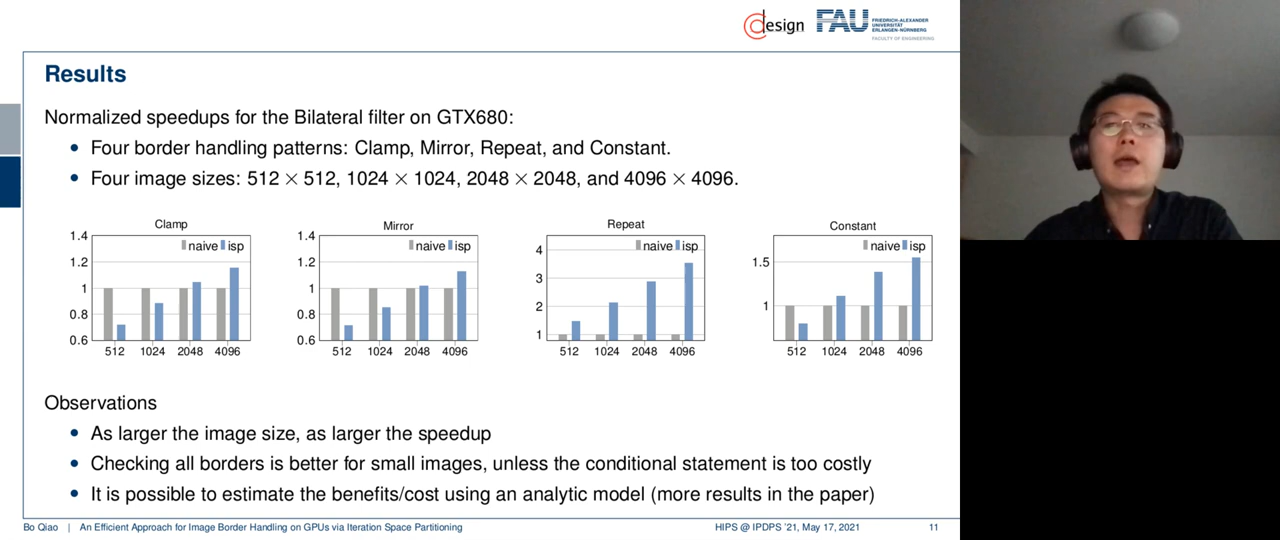 design FAU FRIEDRICH-ALEXANDER
UNIVERSITÄT
ERLANGEN-NÜRNBERG
FACULTY OF ENGINEERING
Results
Normalized speedups for the Bilateral filter on GTX680:
• Four border handling patterns: Clamp, Mirror, Repeat, and Constant.
• Four image sizes: 512 × 512, 1024 × 1024, 2048 × 2048, and 4096 × 4096.
Clamp
naive isp
1.4
1.2
1
0.8
0.6
512 1024 2048 4096
Mirror
naive isp
1.4
1.2
1
0.8
0.6
512 1024 2048 4096
Repeat
naive isp
4
3
2
1
512 1024 2048 4096
Constant
naive isp
1.5
1
512 1024 2048 4096
Observations
• As larger the image size, as larger the speedup
• Checking all borders is better for small images, unless the conditional statement is too costly
• It is possible to estimate the benefits/cost using an analytic model (more results in the paper)
Bo Qiao | An Efficient Approach for Image Border Handling on GPUs via Iteration Space Partitioning HIPS @ IPDPS '21, May 17, 2021 11